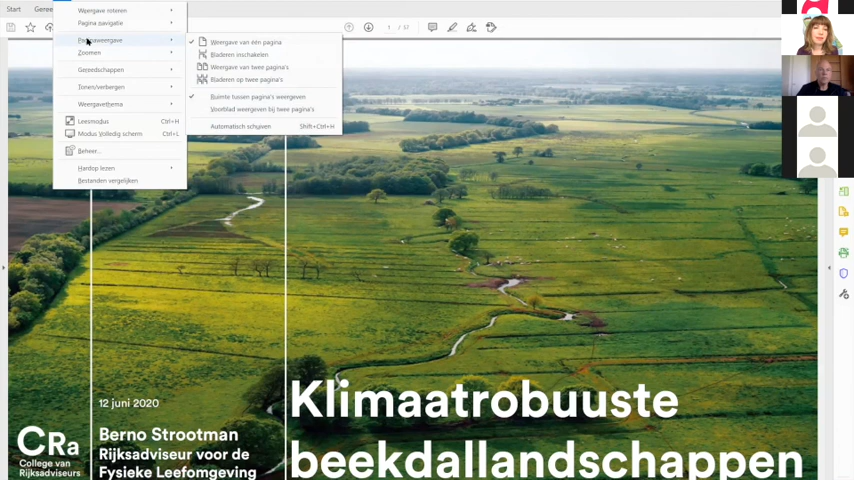 Start
Geree
Weergave roteren
Pagina navigatie
Paginaweergave
Zoomen
Gereedschappen
Tonen/verbergen
Weergavethema
Leesmodus Ctrl+H
Modus Volledig scherm Ctrl+L
Beheer...
Hardop lezen
Bestanden vergelijken
Weergave van één pagina
Bladeren inschakelen
Weergave van twee pagina's
Bladeren op twee pagina's
Ruimte tussen pagina's weergeven
Voorblad weergeven bij twee pagina's
Automatisch schuiven Shift+Ctrl+H
12 juni 2020
Berno Strootman
Rijksadviseur voor de
Fysieke Leefomgeving
CRa
College van
Rijksadviseurs
Klimaatrobuuste
beekdallandschappen